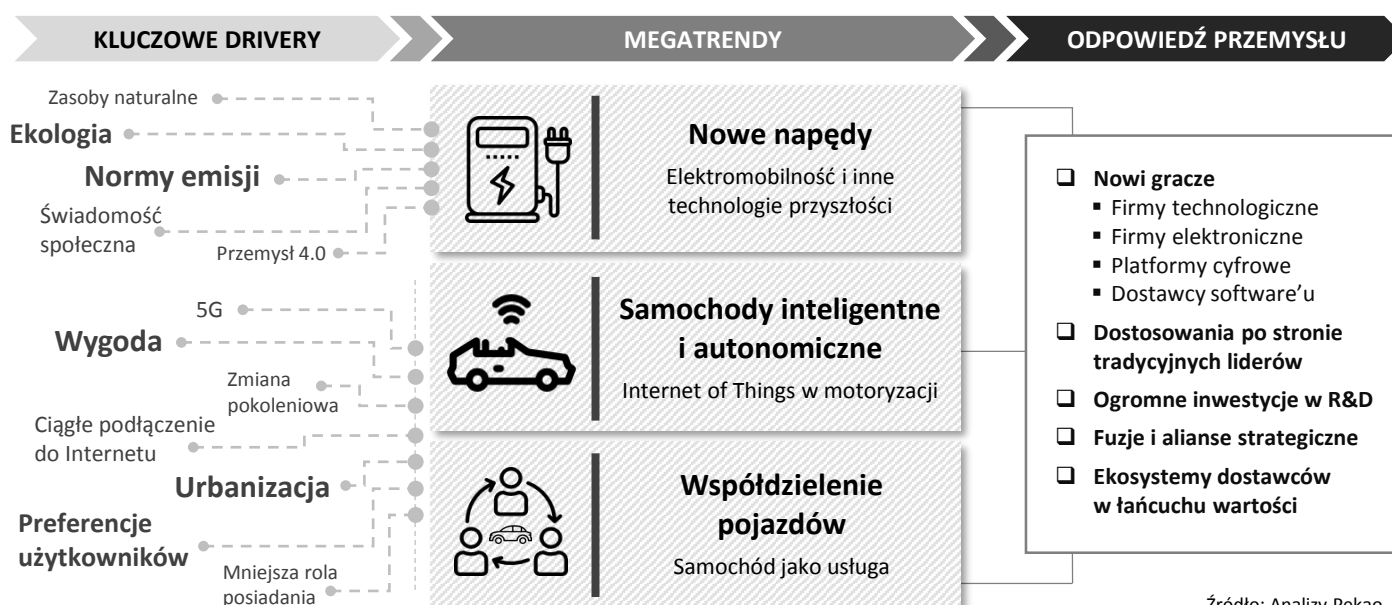 KLUCZOWE DRIVERY
MEGATRENDY
ODPOWIEDŹ PRZEMYSŁU
Zasoby naturalne
Ekologia
Normy emisji
Świadomość
społeczna
Przemysł 4.0
5G
Wygoda
Zmiana
pokoleniowa
Ciągłe podłączenie
do Internetu
Urbanizacja
Preferencje
użytkowników
Mniejsza rola
posiadania
Nowe napędy
Elektromobilność i inne
technologie przyszłości
Samochody inteligentne
i autonomiczne
Internet of Things w motoryzacji
Współdzielenie
pojazdów
Samochód jako usługa
❑ Nowi gracze
▪ Firmy technologiczne
▪ Firmy elektroniczne
▪ Platformy cyfrowe
▪ Dostawcy software’u
❑ Dostosowania po stronie
tradycyjnych liderów
❑ Ogromne inwestycje w R&D
❑ Fuzje i alianse strategiczne
❑ Ekosystemy dostawców
w łańcuchu wartości
Źródło: Analizy Pekao